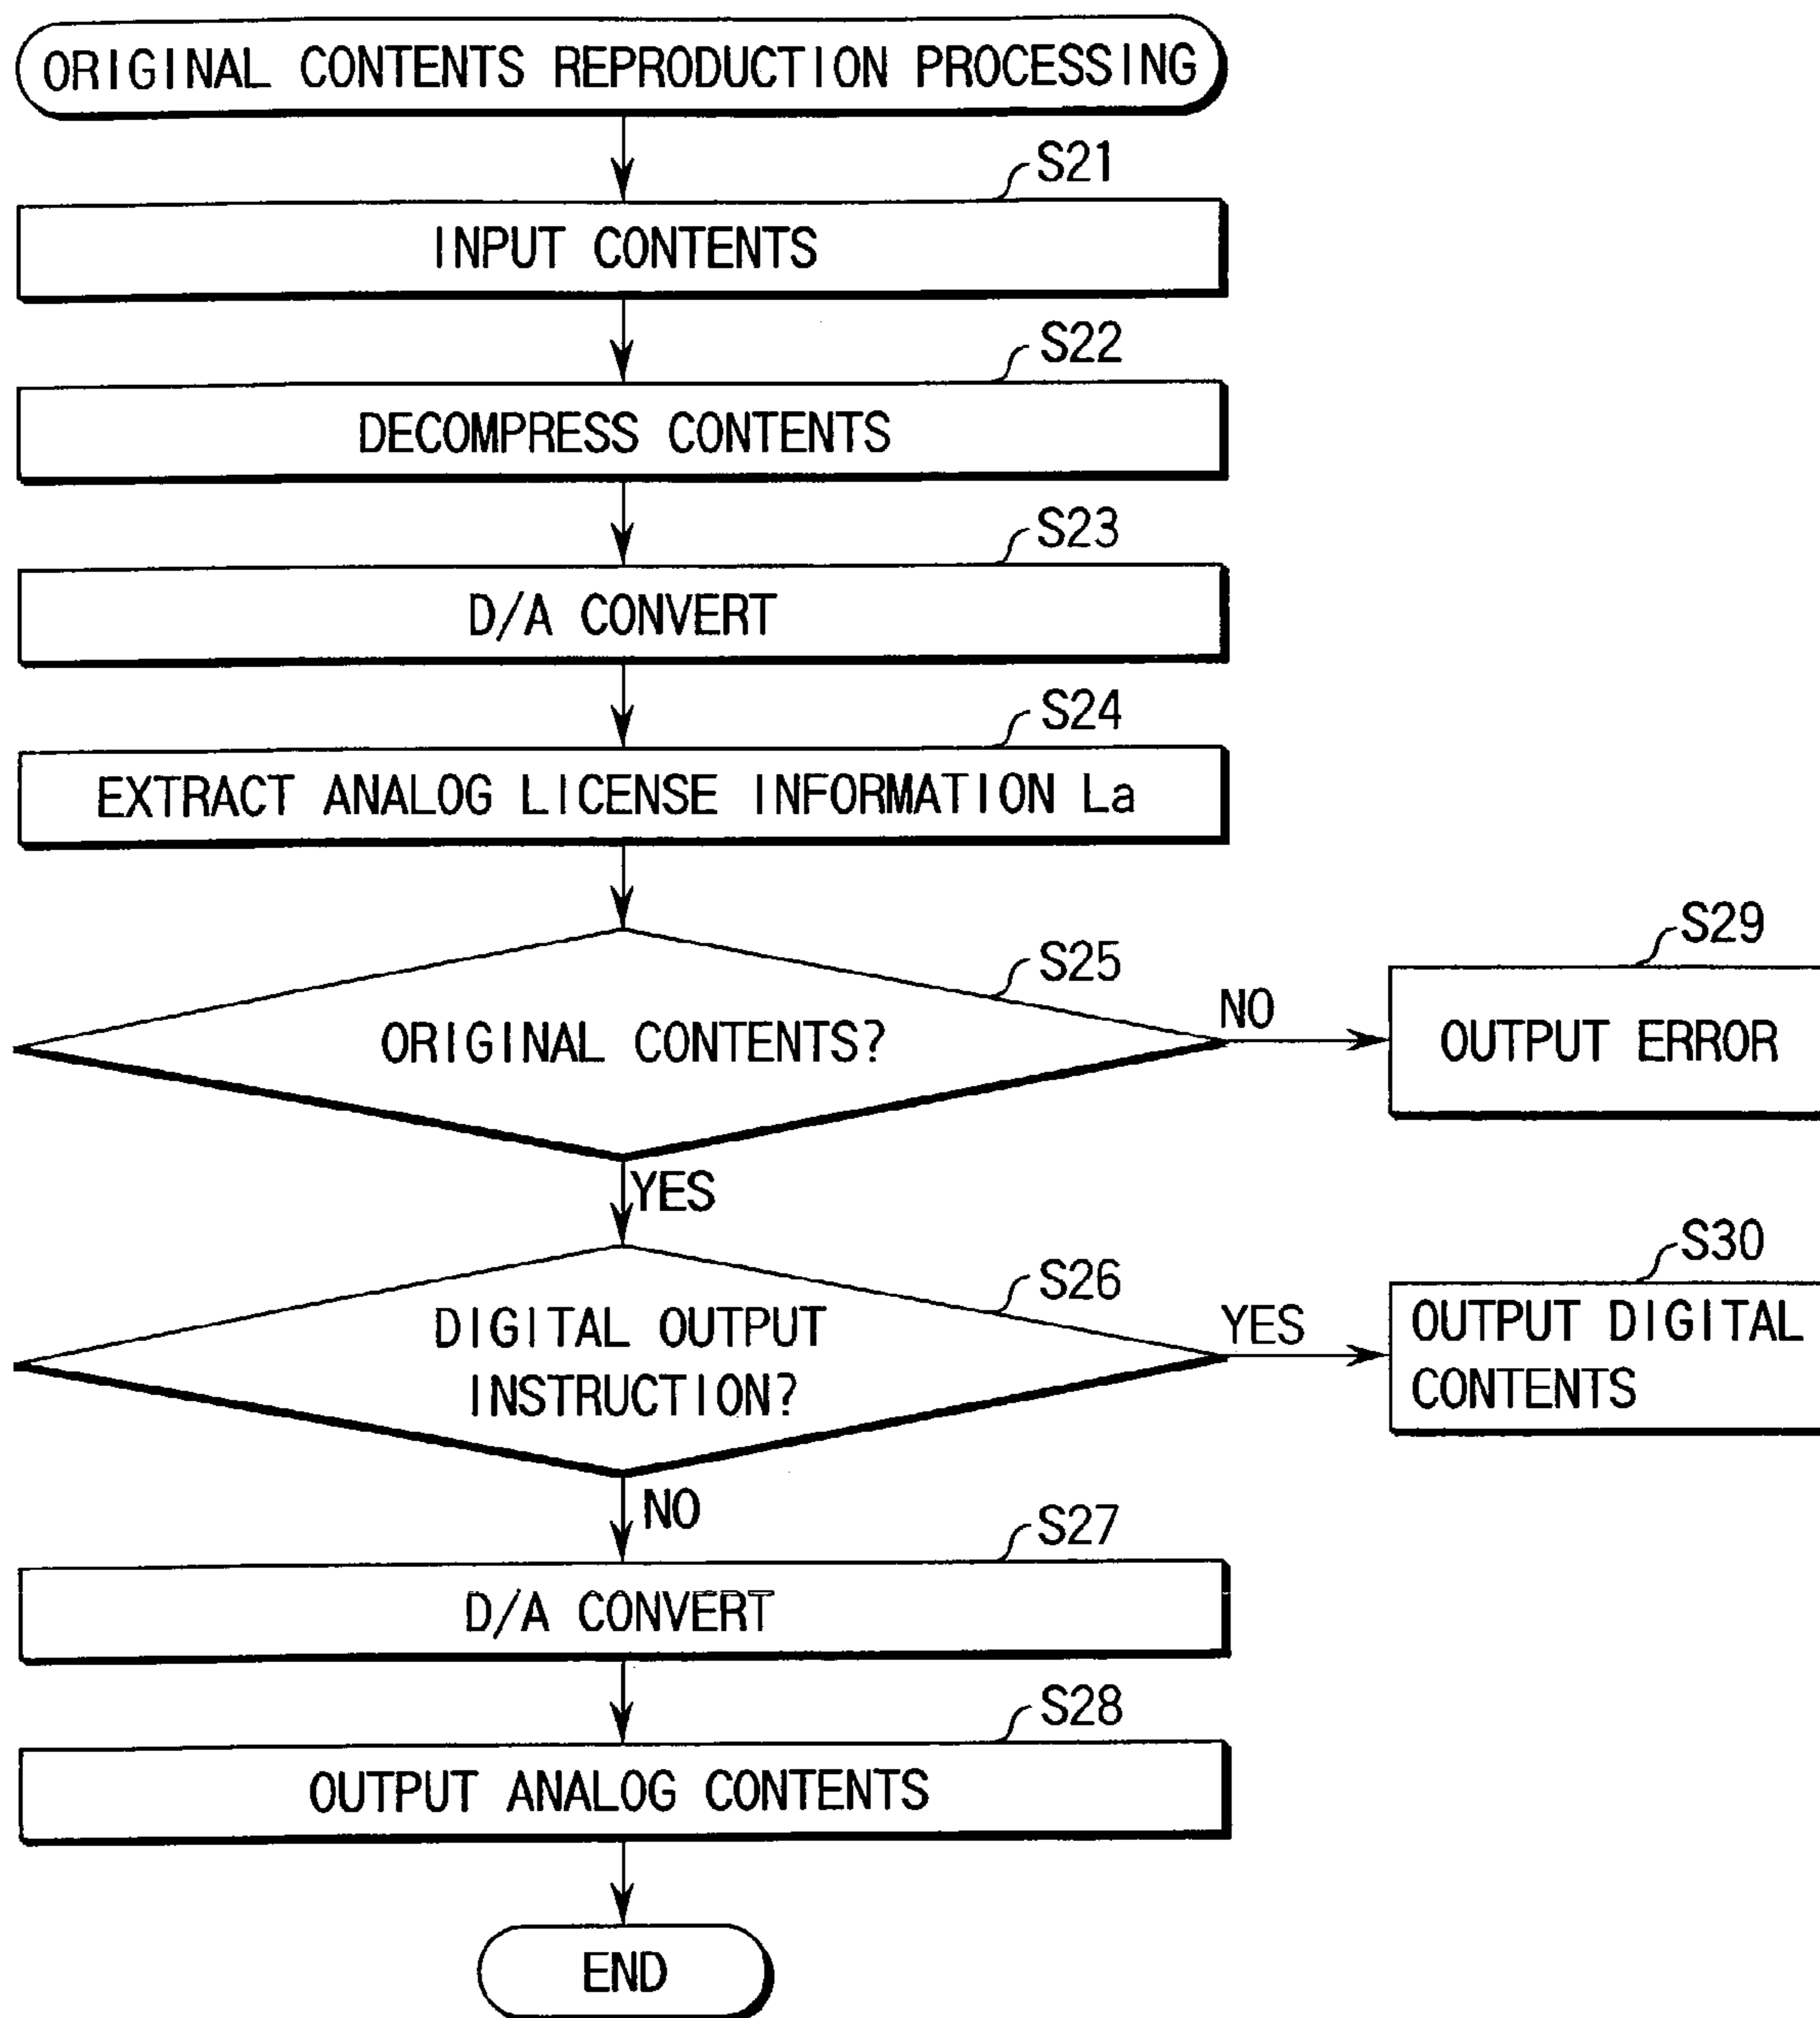 ORIGINAL CONTENTS REPRODUCTION PROCESSING
S21
INPUT CONTENTS
S22
DECOMPRESS CONTENTS
S23
D/A CONVERT
S24
EXTRACT ANALOG LICENSE INFORMATION La
S25
ORIGINAL CONTENTS?
NO
S29
OUTPUT ERROR
YES
S26
DIGITAL OUTPUT
INSTRUCTION?
YES
S30
OUTPUT DIGITAL
CONTENTS
NO
S27
D/A CONVERT
S28
OUTPUT ANALOG CONTENTS
END